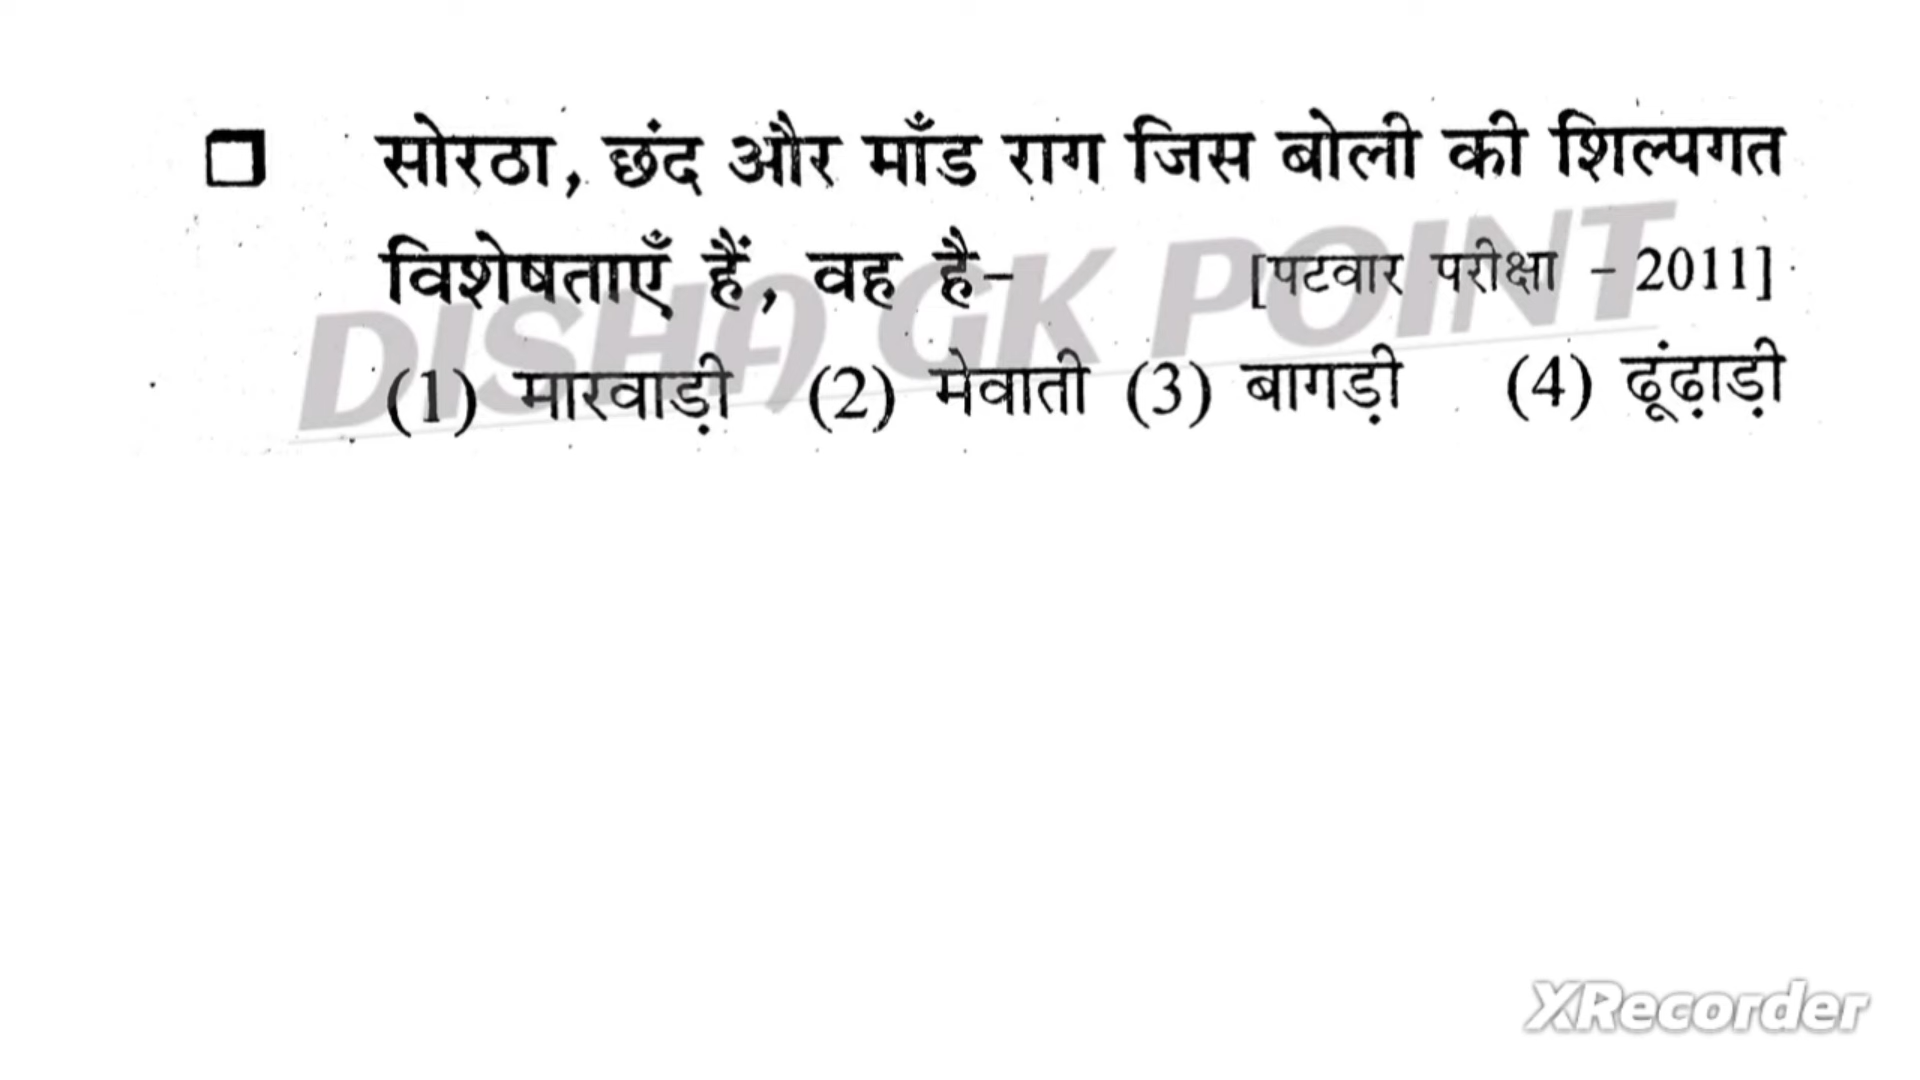 सोरठा, छंद और माँड राग जिस बोली की शिल्पगत
विशेषताएँ हैं, वह है- [पटवार परीक्षा - 2011]
(1) मारवाड़ी (2) मेवाती (3) बागड़ी (4) ढूंढ़ाड़ी
DISHA GK POINT
XRecorder